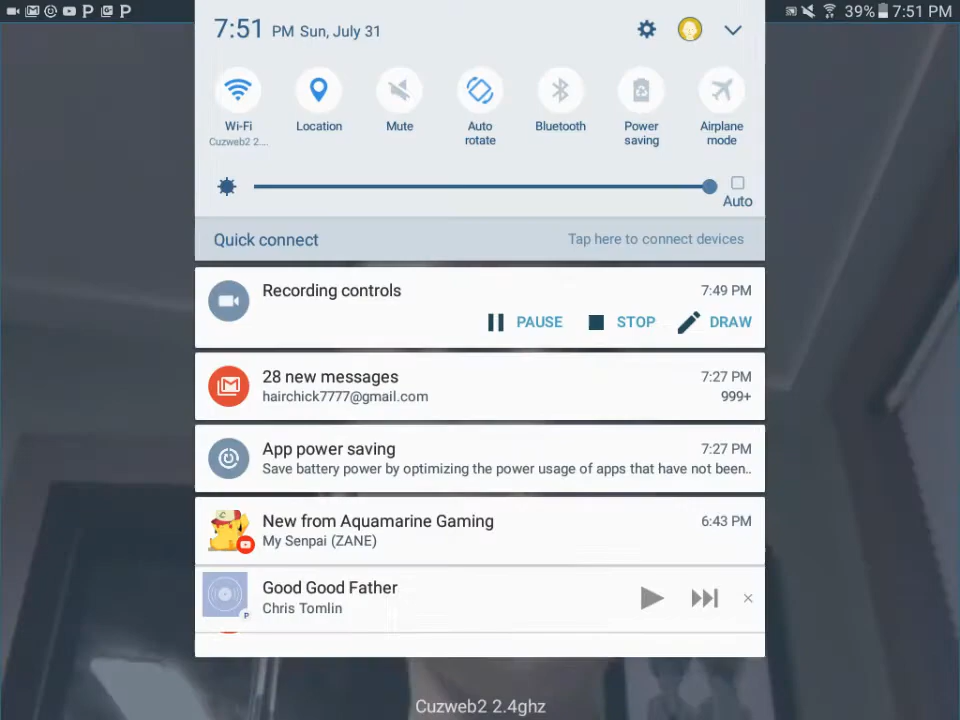 P P 39% 7:51 PM
7:51 PM Sun, July 31
Wi-Fi
Cuzweb2 2...
Location
Mute
Auto
rotate
Bluetooth
Power
saving
Airplane
mode
Auto
Quick connect Tap here to connect devices
Recording controls 7:49 PM
PAUSE STOP DRAW
28 new messages 7:27 PM
hairchick7777@gmail.com 999+
App power saving 7:27 PM
Save battery power by optimizing the power usage of apps that have not been..
New from Aquamarine Gaming 6:43 PM
My Senpai (ZANE)
Good Good Father
Chris Tomlin
P
Cuzweb2 2.4ghz